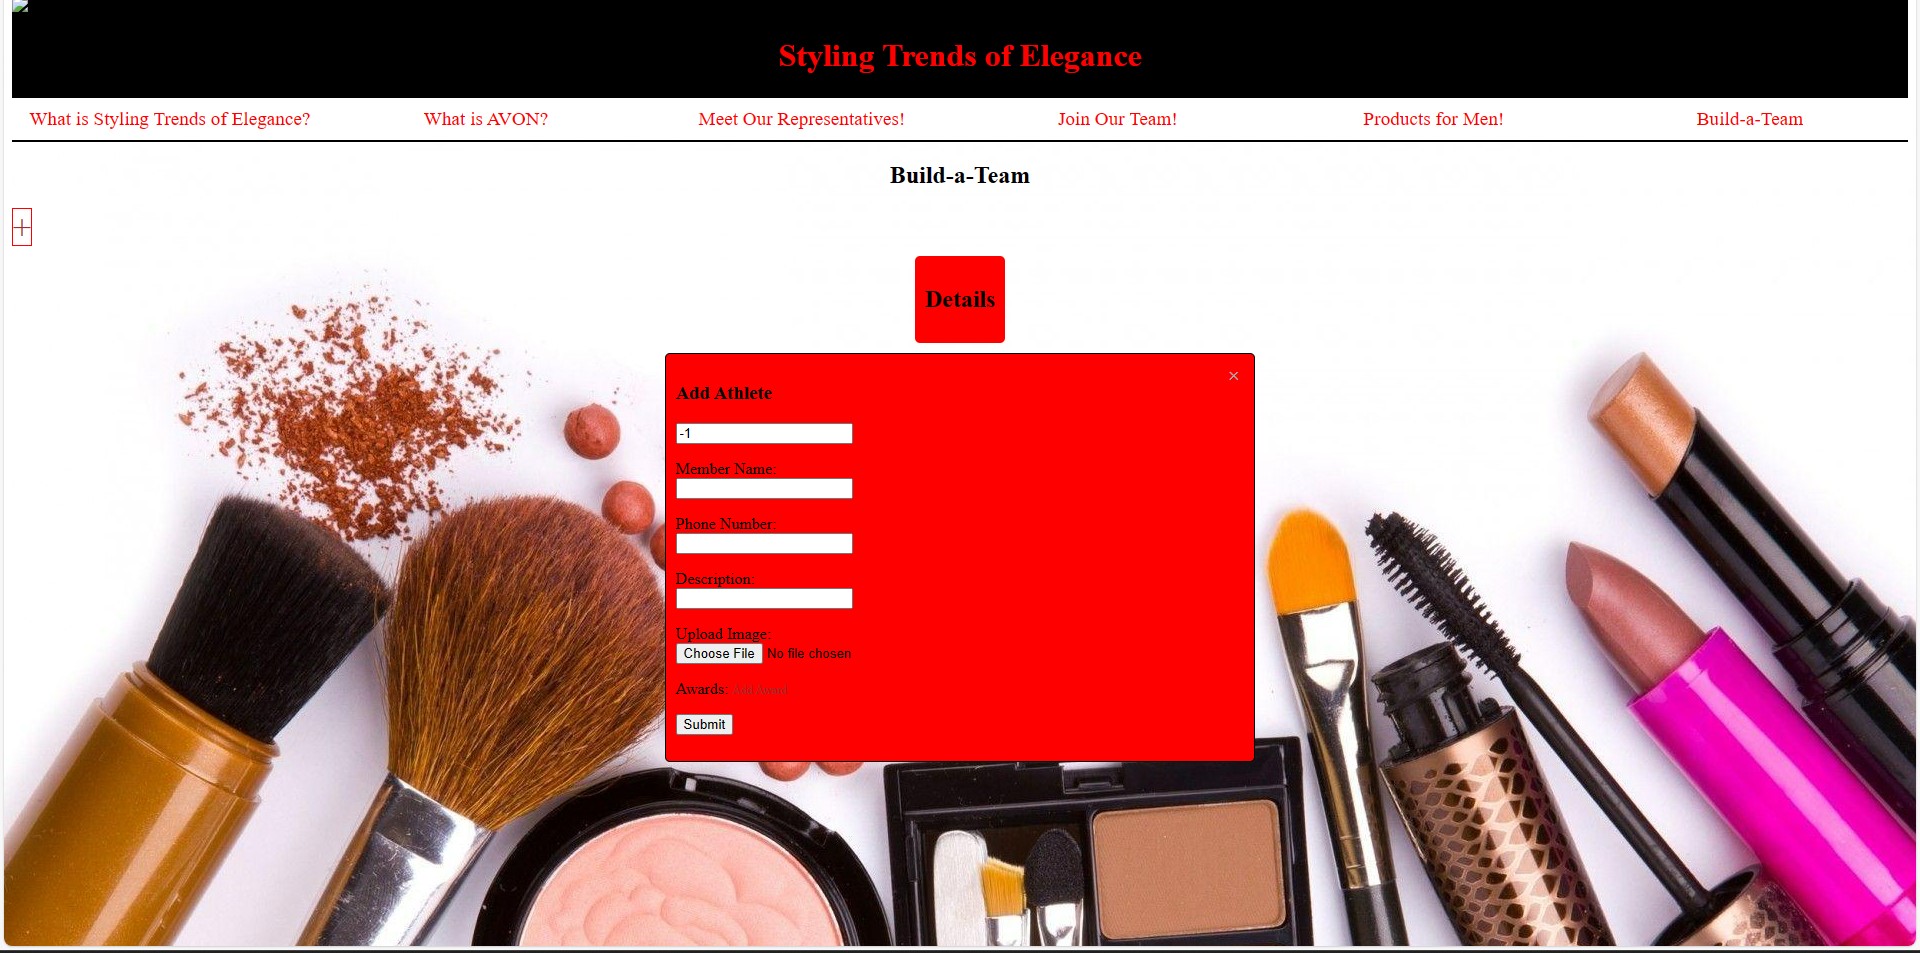 Styling Trends of Elegance
What is Styling Trends of Elegance? What is AVON? Meet Our Representatives! Join Our Team! Products for Men! Build-a-Team
Build-a-Team
+
Details
×
Add Athlete
-1
Member Name:
Phone Number:
Description:
Upload Image:
Choose File No file chosen
Awards: Add Award
Submit